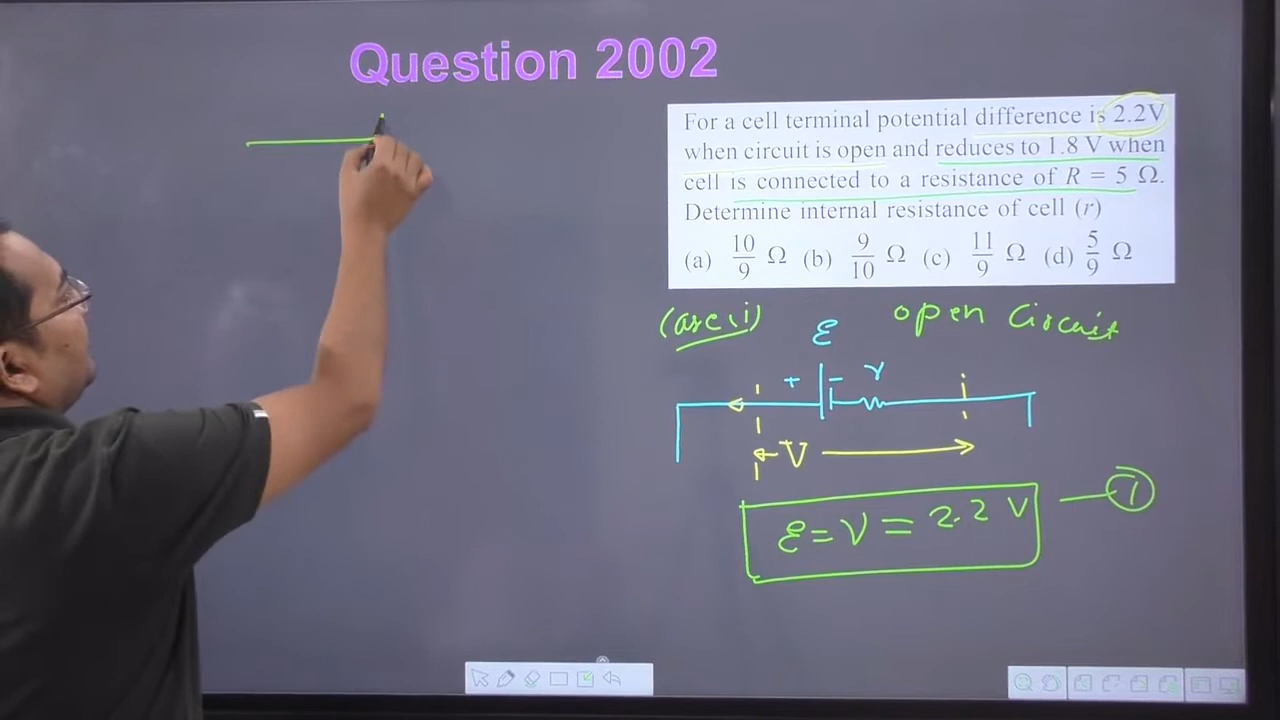 Question 2002
For a cell terminal potential difference is 2.2V
when circuit is open and reduces to 1.8 V when
cell is connected to a resistance of R = 5 Ω.
Determine internal resistance of cell (r)
(a) 10/9 Ω (b) 9/10 Ω (c) 11/9 Ω (d) 5/9 Ω
open Circuit
ε
+ - r
V
ε = V = 2.2 V
1